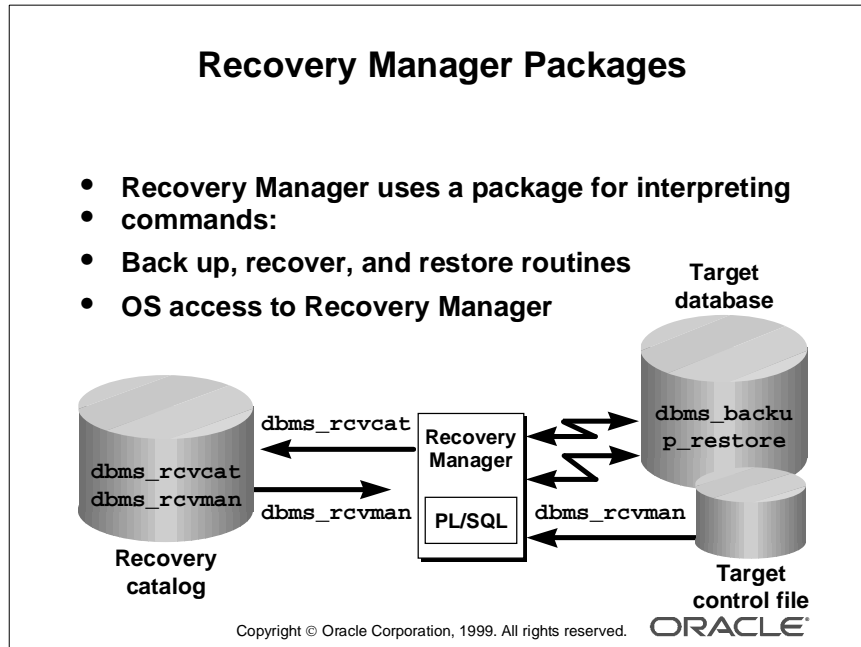 Recovery Manager Packages
• Recovery Manager uses a package for interpreting
• commands:
• Back up, recover, and restore routines
• OS access to Recovery Manager
Target
database
dbms_backu
p_restore
dbms_rcvcat
Recovery
Manager
dbms_rcvcat
dbms_rcvman
dbms_rcvman
PL/SQL
dbms_rcvman
Recovery
catalog
Target
control file
Copyright © Oracle Corporation, 1999. All rights reserved.
ORACLE®